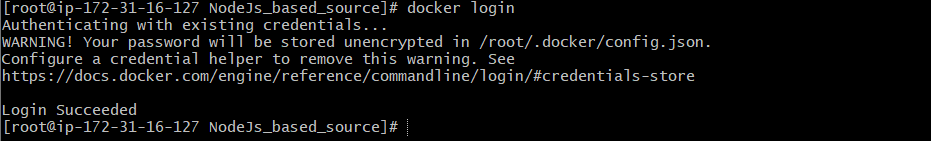 [root@ip-172-31-16-127 NodeJs_based_source]# docker login
Authenticating with existing credentials...
WARNING! Your password will be stored unencrypted in /root/.docker/config.json.
Configure a credential helper to remove this warning. See
https://docs.docker.com/engine/reference/commandline/login/#credentials-store
Login Succeeded
[root@ip-172-31-16-127 NodeJs_based_source]#